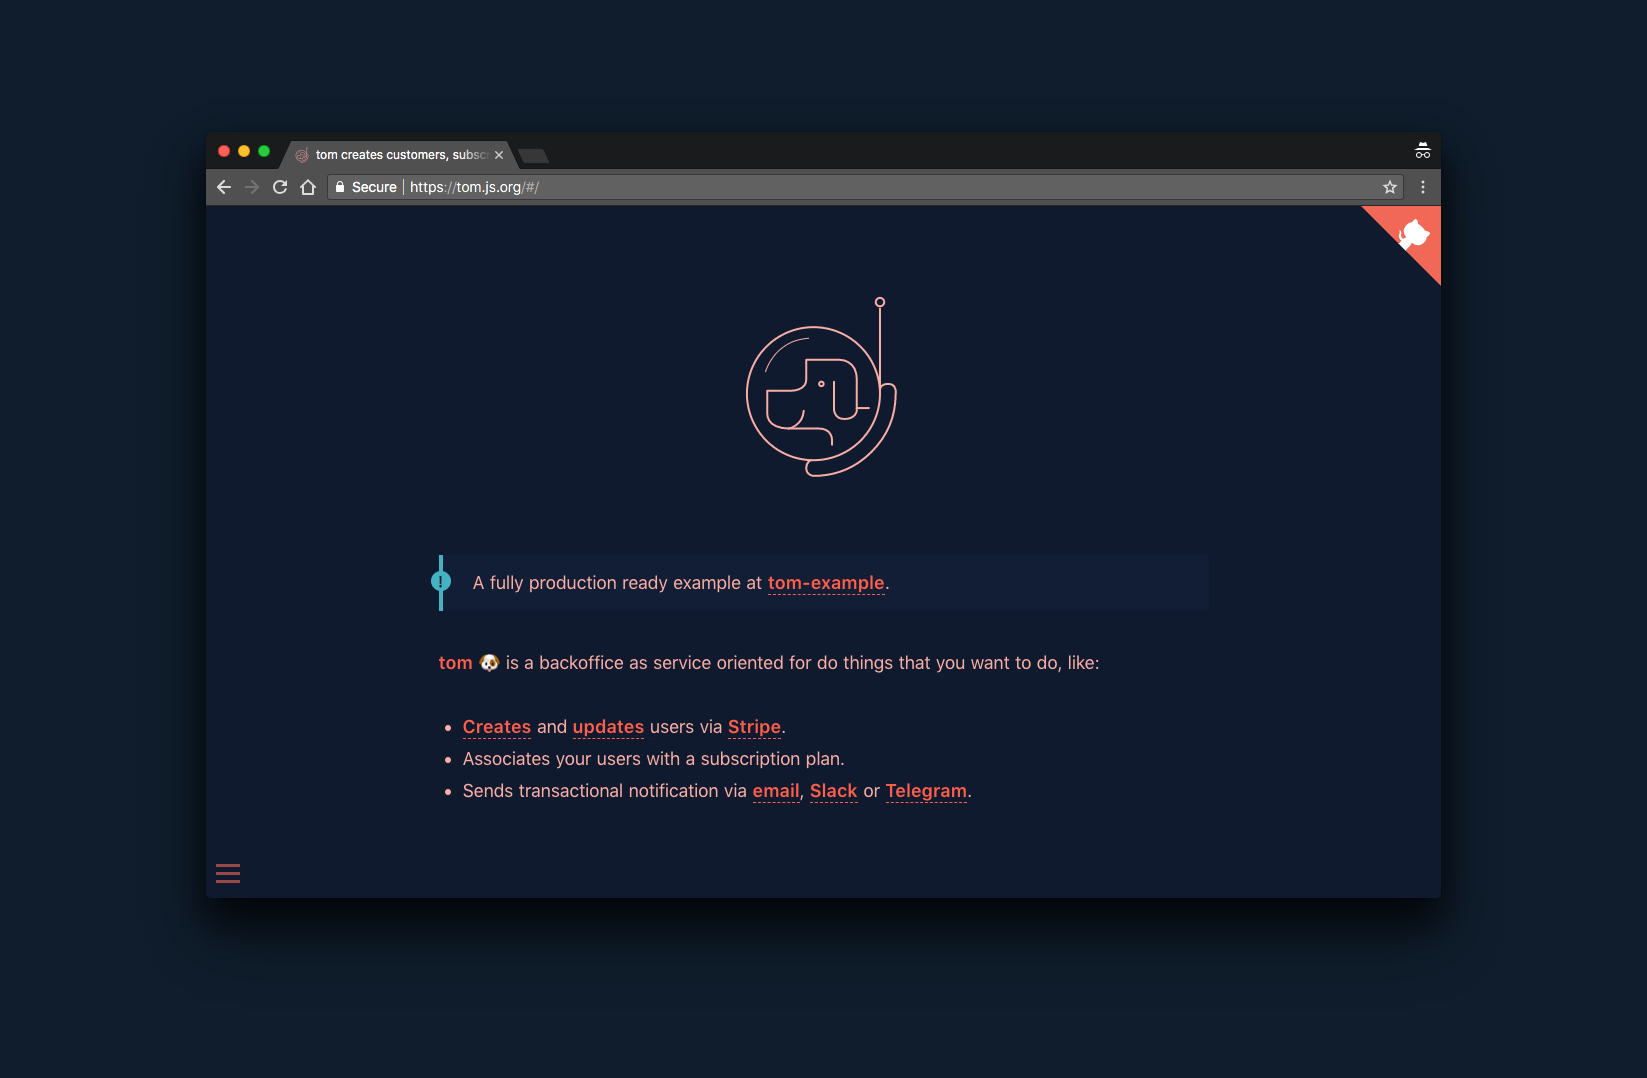 tom creates customers, subsc
Secure https://tom.js.org/#/
A fully production ready example at tom-example.
tom 🐶 is a backoffice as service oriented for do things that you want to do, like:
• Creates and updates users via Stripe.
• Associates your users with a subscription plan.
• Sends transactional notification via email, Slack or Telegram.